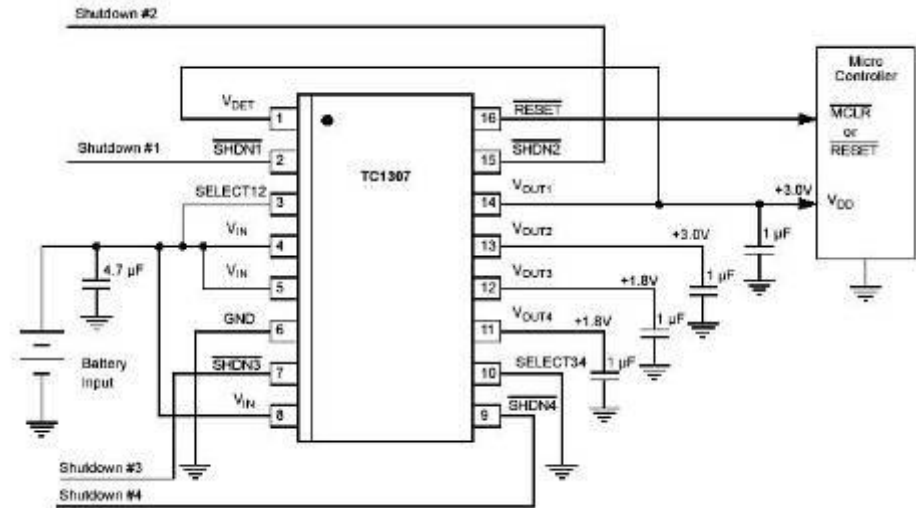 Shutdown #2
Micro
Controller
VDET
1
16
RESET
MCLR
or
RESET
Shutdown #1
SHDN1
2
15
SHDN2
TC1307
SELECT12
3
14
VOUT1
+3.0V
VDD
VIN
4
13
VOUT2
+3.0V
1 µF
4.7 µF
VIN
5
12
VOUT3
+1.8V
1 µF
GND
6
11
VOUT4
+1.8V
1 µF
Battery
Input
SHDN3
7
10
SELECT34
1 µF
VIN
8
9
SHDN4
Shutdown #3
Shutdown #4